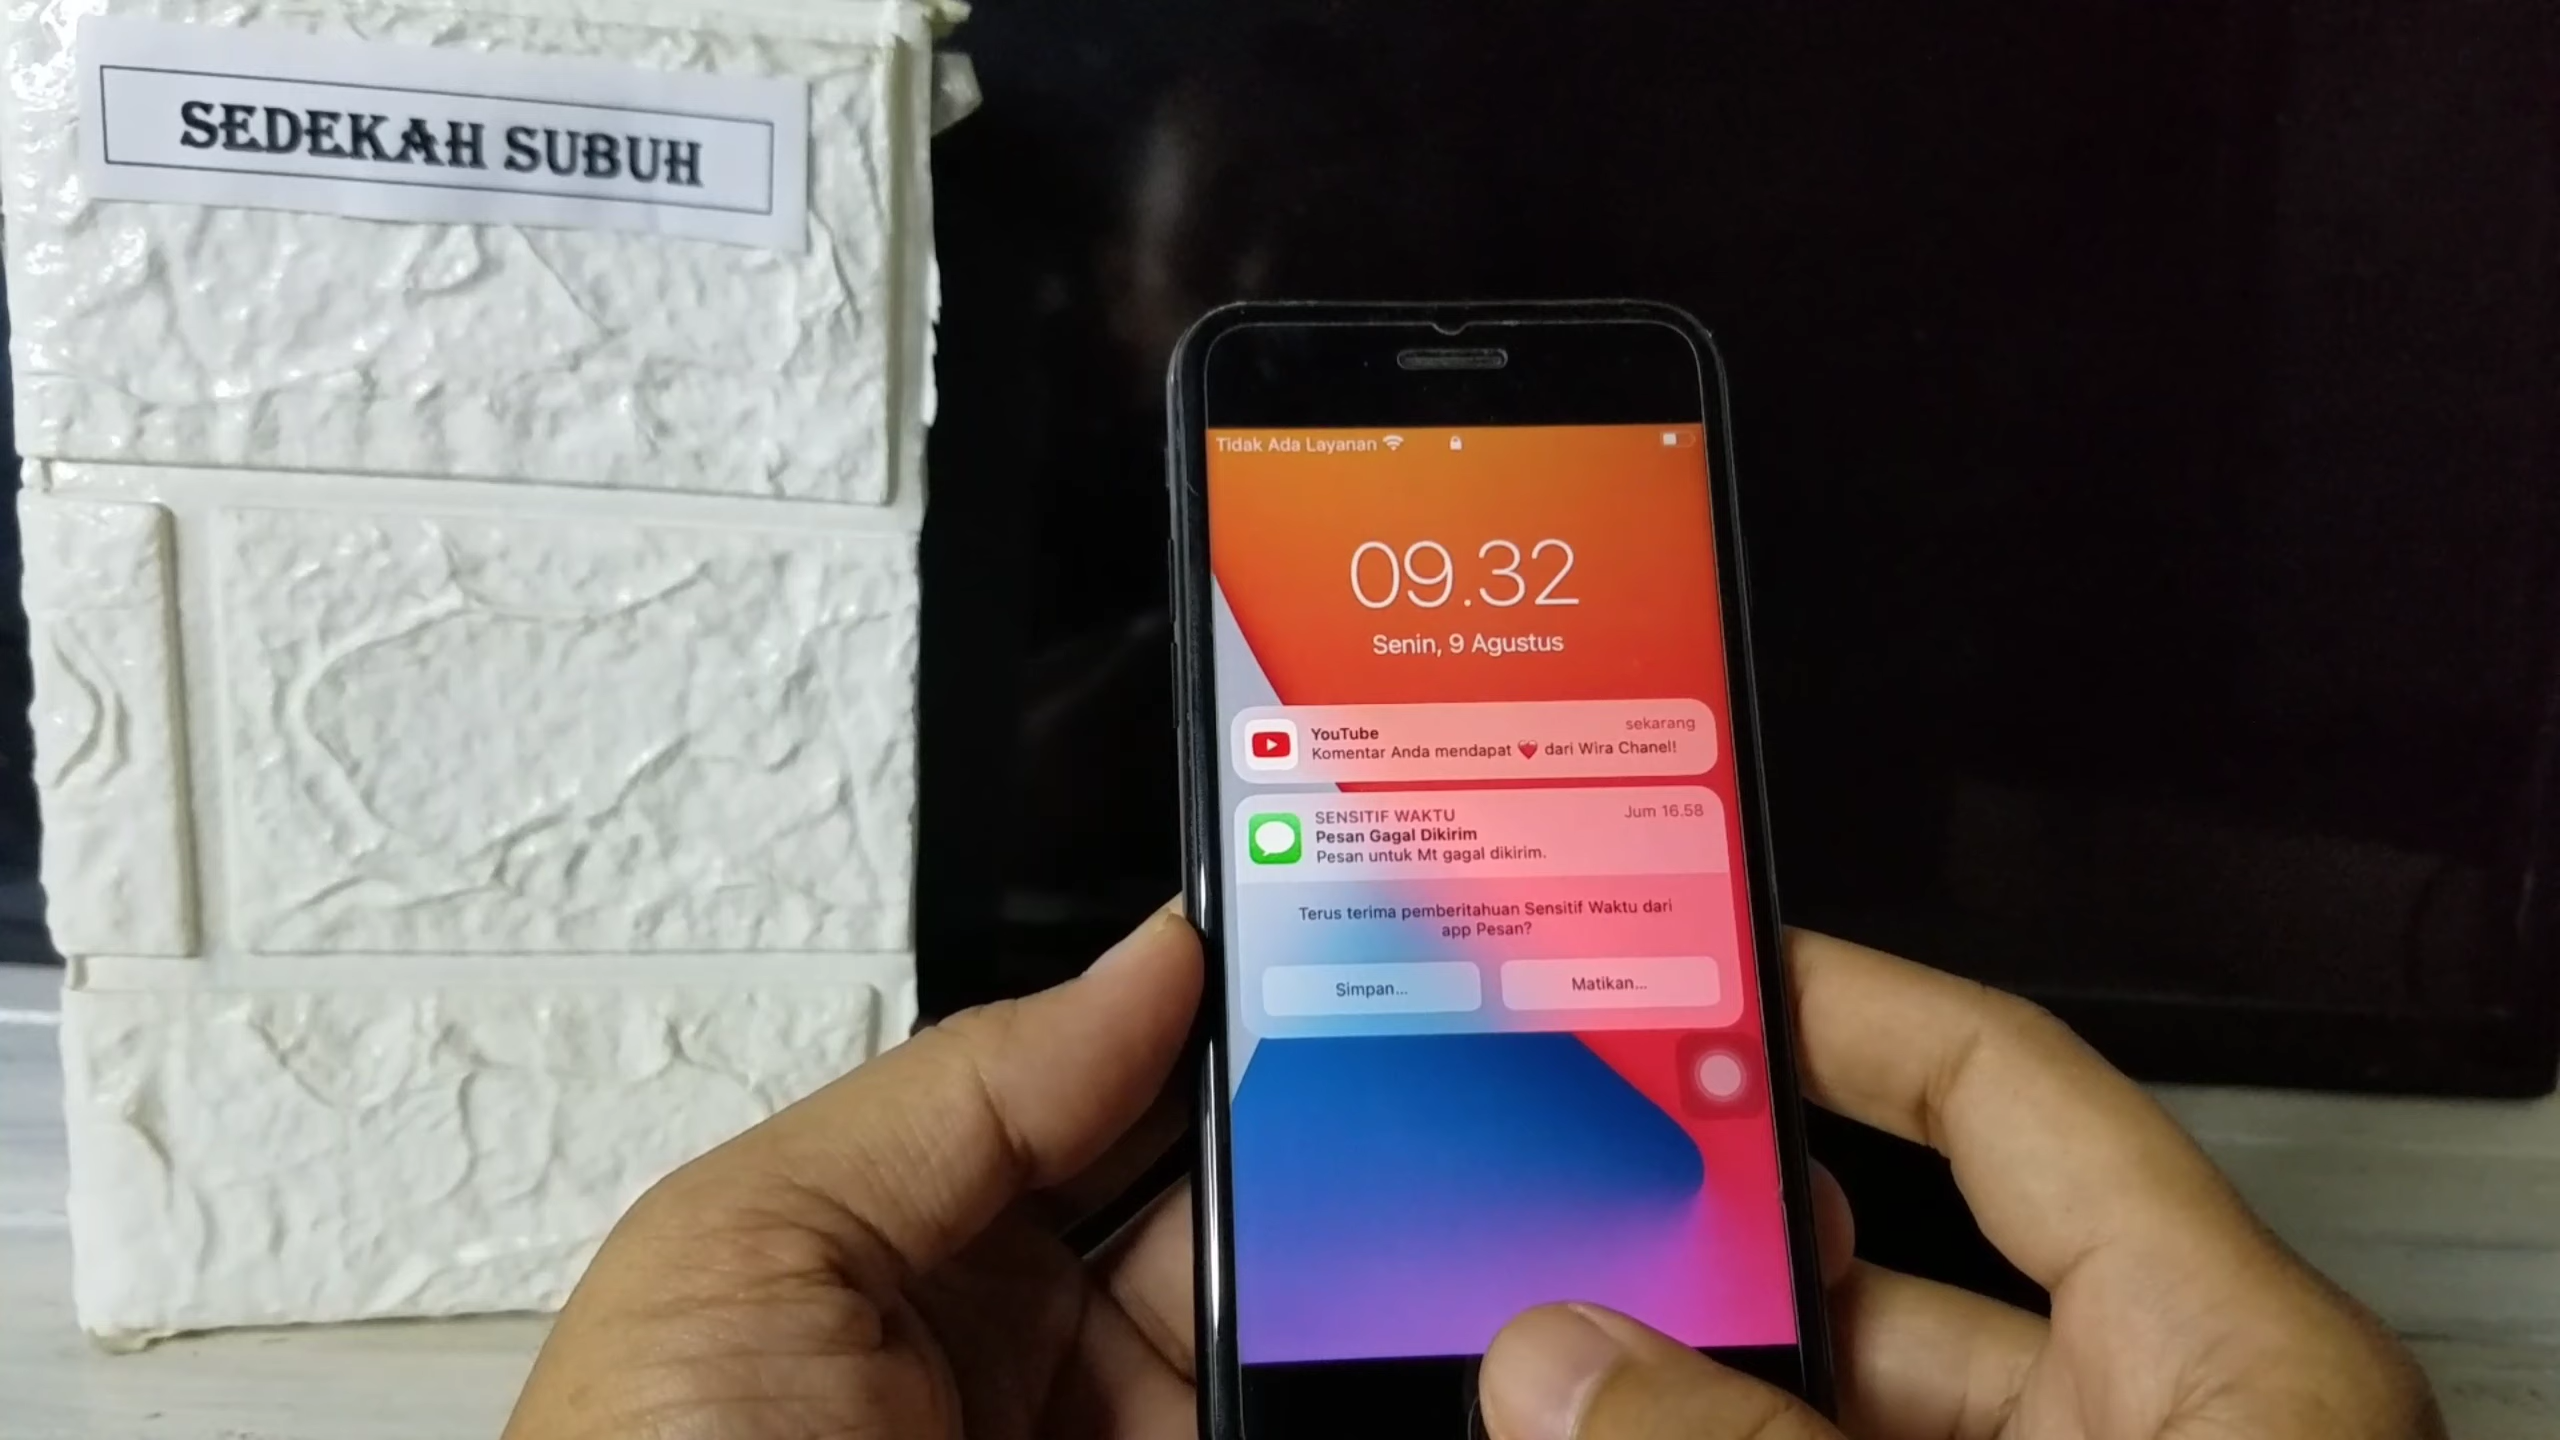 SEDEKAH SUBUH
Tidak Ada Layanan
09.32
Senin, 9 Agustus
YouTube
sekarang
Komentar Anda mendapat ❤️ dari Wira Chanel!
SENSITIF WAKTU
Jum 16.58
Pesan Gagal Dikirim
Pesan untuk Mt gagal dikirim.
Terus terima pemberitahuan Sensitif Waktu dari
app Pesan?
Simpan...
Matikan...